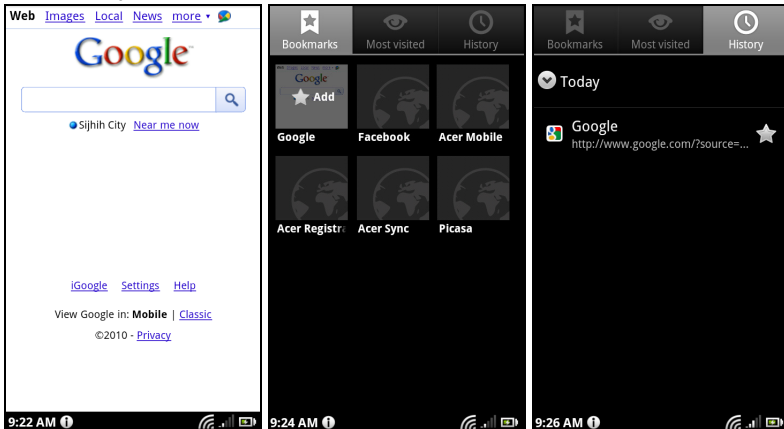 Web Images Local News more
Google
Sijhih City Near me now
iGoogle Settings Help
View Google in: Mobile | Classic
©2010 - Privacy
9:22 AM
Bookmarks Most visited History
Google
Add
Google Facebook Acer Mobile
Acer Registra Acer Sync Picasa
9:24 AM
Bookmarks Most visited History
Today
Google
http://www.google.com/?source=...
9:26 AM